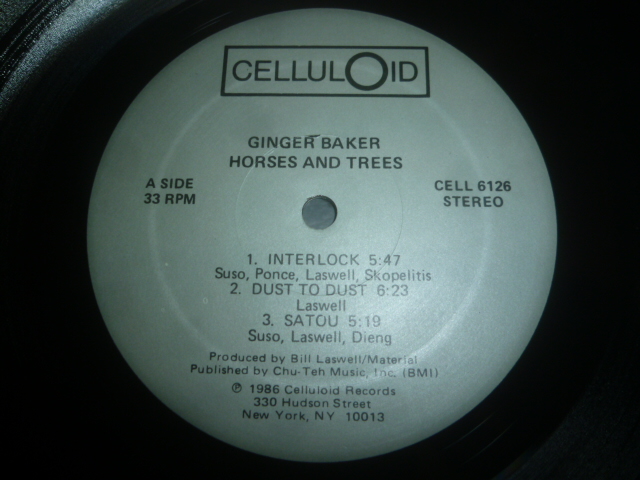 CELLULOID
GINGER BAKER
HORSES AND TREES
A SIDE
33 RPM
CELL 6126
STEREO
1. INTERLOCK 5:47
Suso, Ponce, Laswell, Skopelitis
2. DUST TO DUST 6:23
Laswell
3. SATOU 5:19
Suso, Laswell, Dieng
Produced by Bill Laswell/Material
Published by Chu-Teh Music, Inc. (BMI)
℗ 1986 Celluloid Records
330 Hudson Street
New York, NY 10013